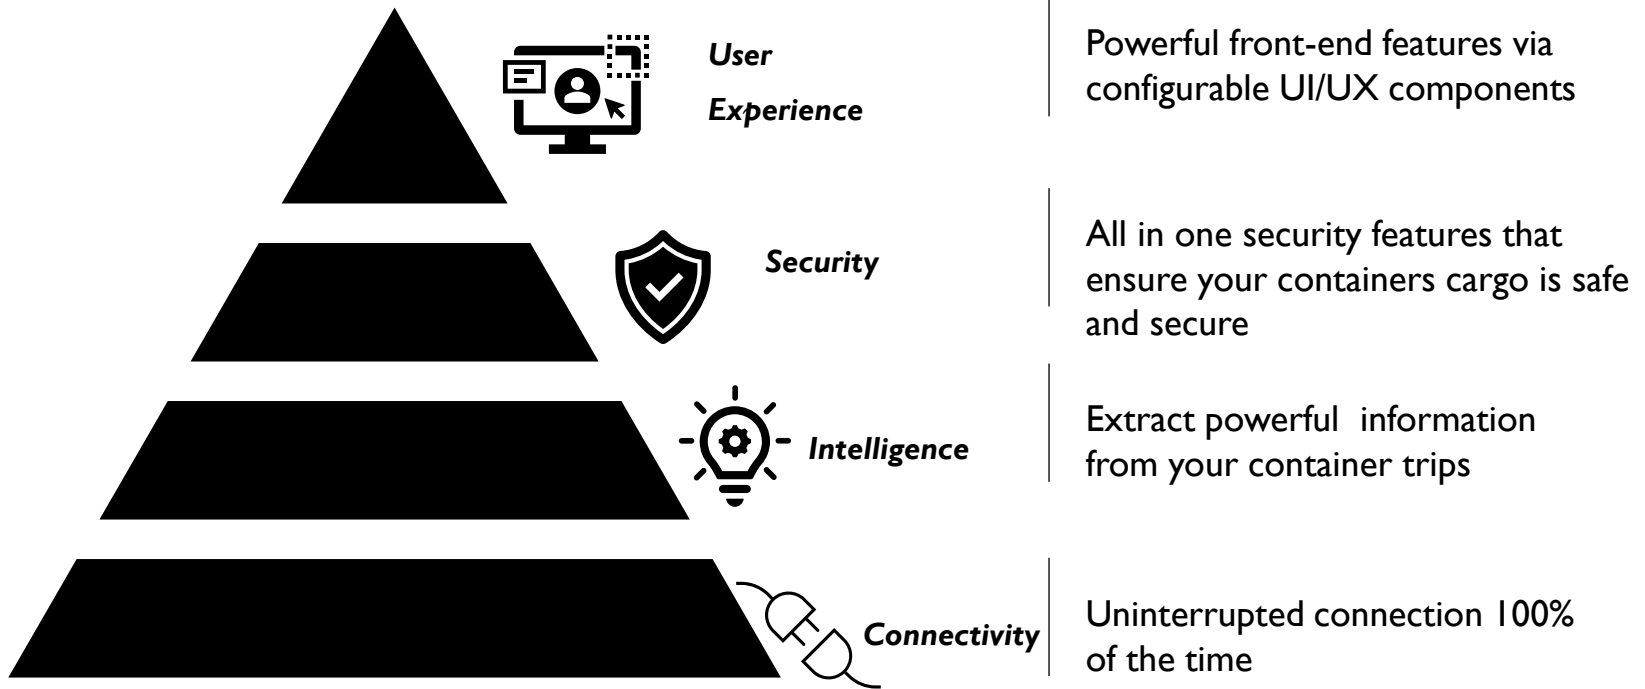 User
Experience
Powerful front-end features via
configurable UI/UX components
Security
All in one security features that
ensure your containers cargo is safe
and secure
Intelligence
Extract powerful  information
from your container trips
Connectivity
Uninterrupted connection 100%
of the time